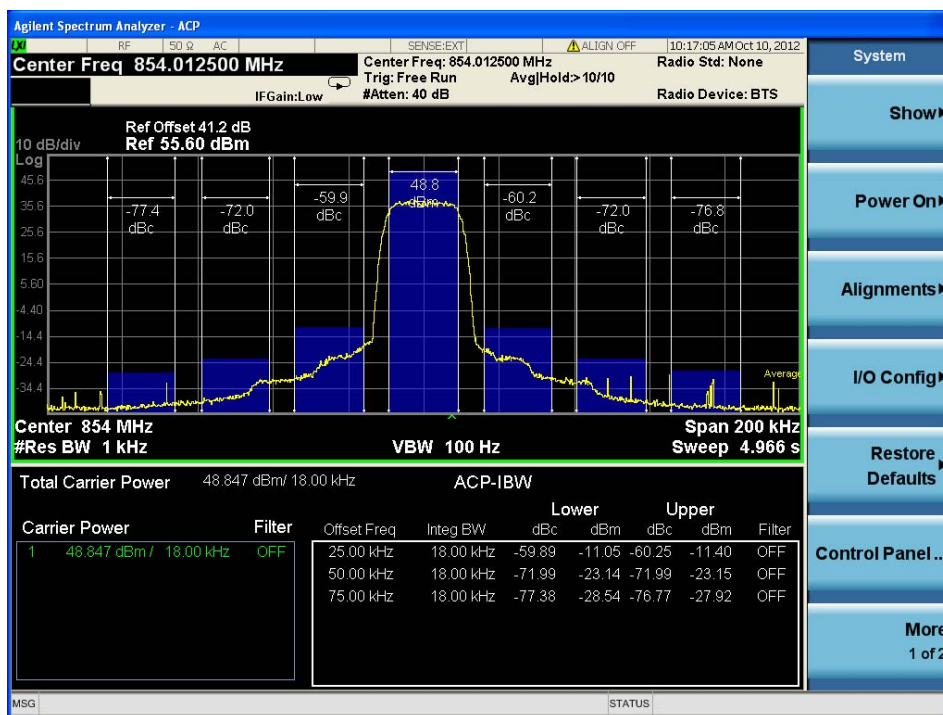 Agilent Spectrum Analyzer - ACP
LXI RF 50 Ω AC SENSE:EXT ALIGN OFF 10:17:05 AM Oct 10, 2012
Center Freq 854.012500 MHz
Center Freq: 854.012500 MHz
Radio Std: None
Trig: Free Run Avg|Hold:> 10/10
IFGain:Low #Atten: 40 dB Radio Device: BTS
Ref Offset 41.2 dB
10 dB/div Ref 55.60 dBm
Log
45.6
35.6
25.6
15.6
5.60
-4.40
-14.4
-24.4
-34.4
-77.4 dBc
-72.0 dBc
-59.9 dBc
48.8 dBm
-60.2 dBc
-72.0 dBc
-76.8 dBc
Average
Center 854 MHz Span 200 kHz
#Res BW 1 kHz VBW 100 Hz Sweep 4.966 s
Total Carrier Power 48.847 dBm/ 18.00 kHz ACP-IBW
Lower Upper
Carrier Power Filter Offset Freq Integ BW dBc dBm dBc dBm Filter
1 48.847 dBm / 18.00 kHz OFF 25.00 kHz 18.00 kHz -59.89 -11.05 -60.25 -11.40 OFF
50.00 kHz 18.00 kHz -71.99 -23.14 -71.99 -23.15 OFF
75.00 kHz 18.00 kHz -77.38 -28.54 -76.77 -27.92 OFF
MSG STATUS
System
Show
Power On
Alignments
I/O Config
Restore
Defaults
Control Panel..
More
1 of 2